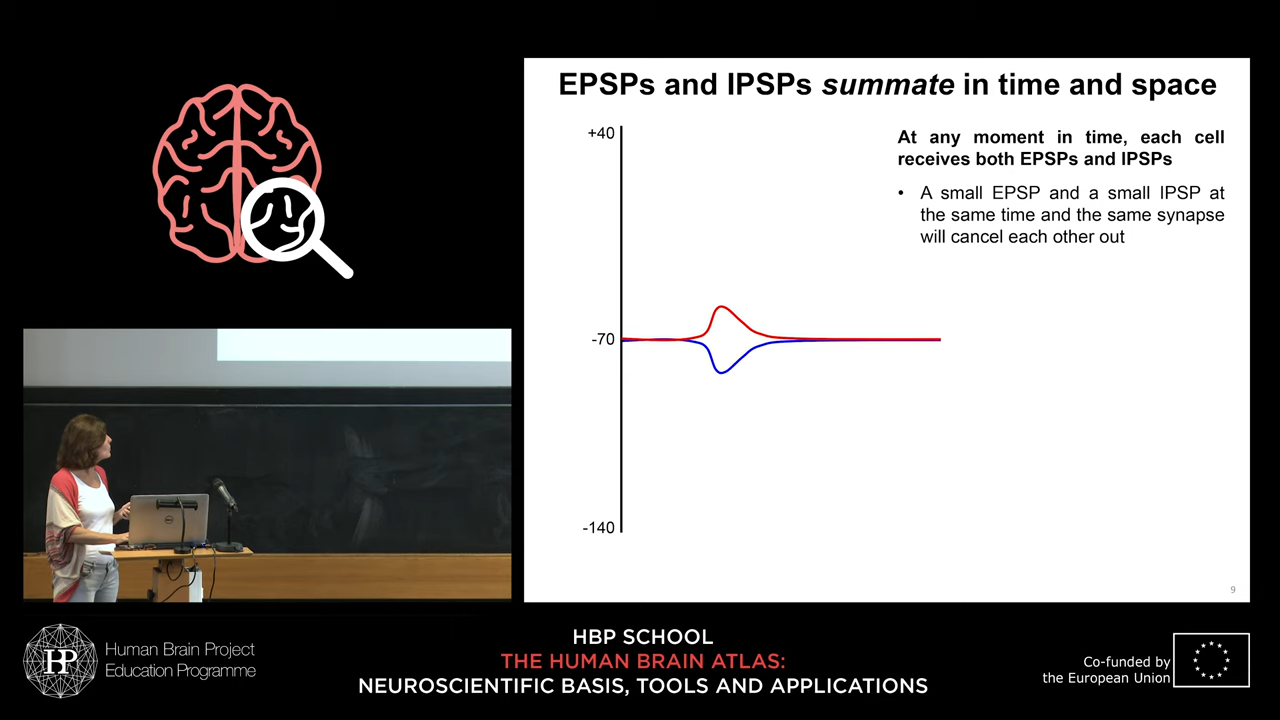 EPSPs and IPSPs summate in time and space
+40
-70
-140
At any moment in time, each cell
receives both EPSPs and IPSPs
• A small EPSP and a small IPSP at
the same time and the same synapse
will cancel each other out
9
DELL
HP
Human Brain Project
Education Programme
HBP SCHOOL
THE HUMAN BRAIN ATLAS:
NEUROSCIENTIFIC BASIS, TOOLS AND APPLICATIONS
Co-funded by
the European Union